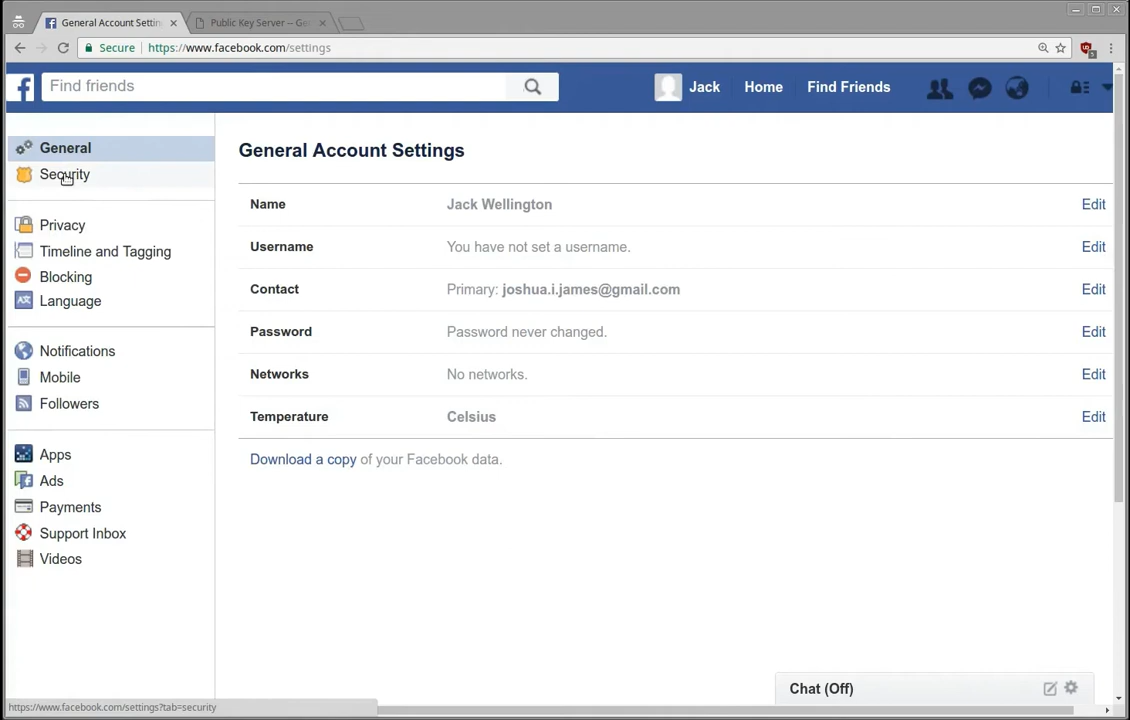 General Account Settin
Public Key Server -- Ge
Secure https://www.facebook.com/settings
Find friends
Jack
Home
Find Friends
General
Security
Privacy
Timeline and Tagging
Blocking
Language
Notifications
Mobile
Followers
Apps
Ads
Payments
Support Inbox
Videos
General Account Settings
Name Jack Wellington Edit
Username You have not set a username. Edit
Contact Primary: joshua.i.james@gmail.com Edit
Password Password never changed. Edit
Networks No networks. Edit
Temperature Celsius Edit
Download a copy of your Facebook data.
Chat (Off)
https://www.facebook.com/settings?tab=security